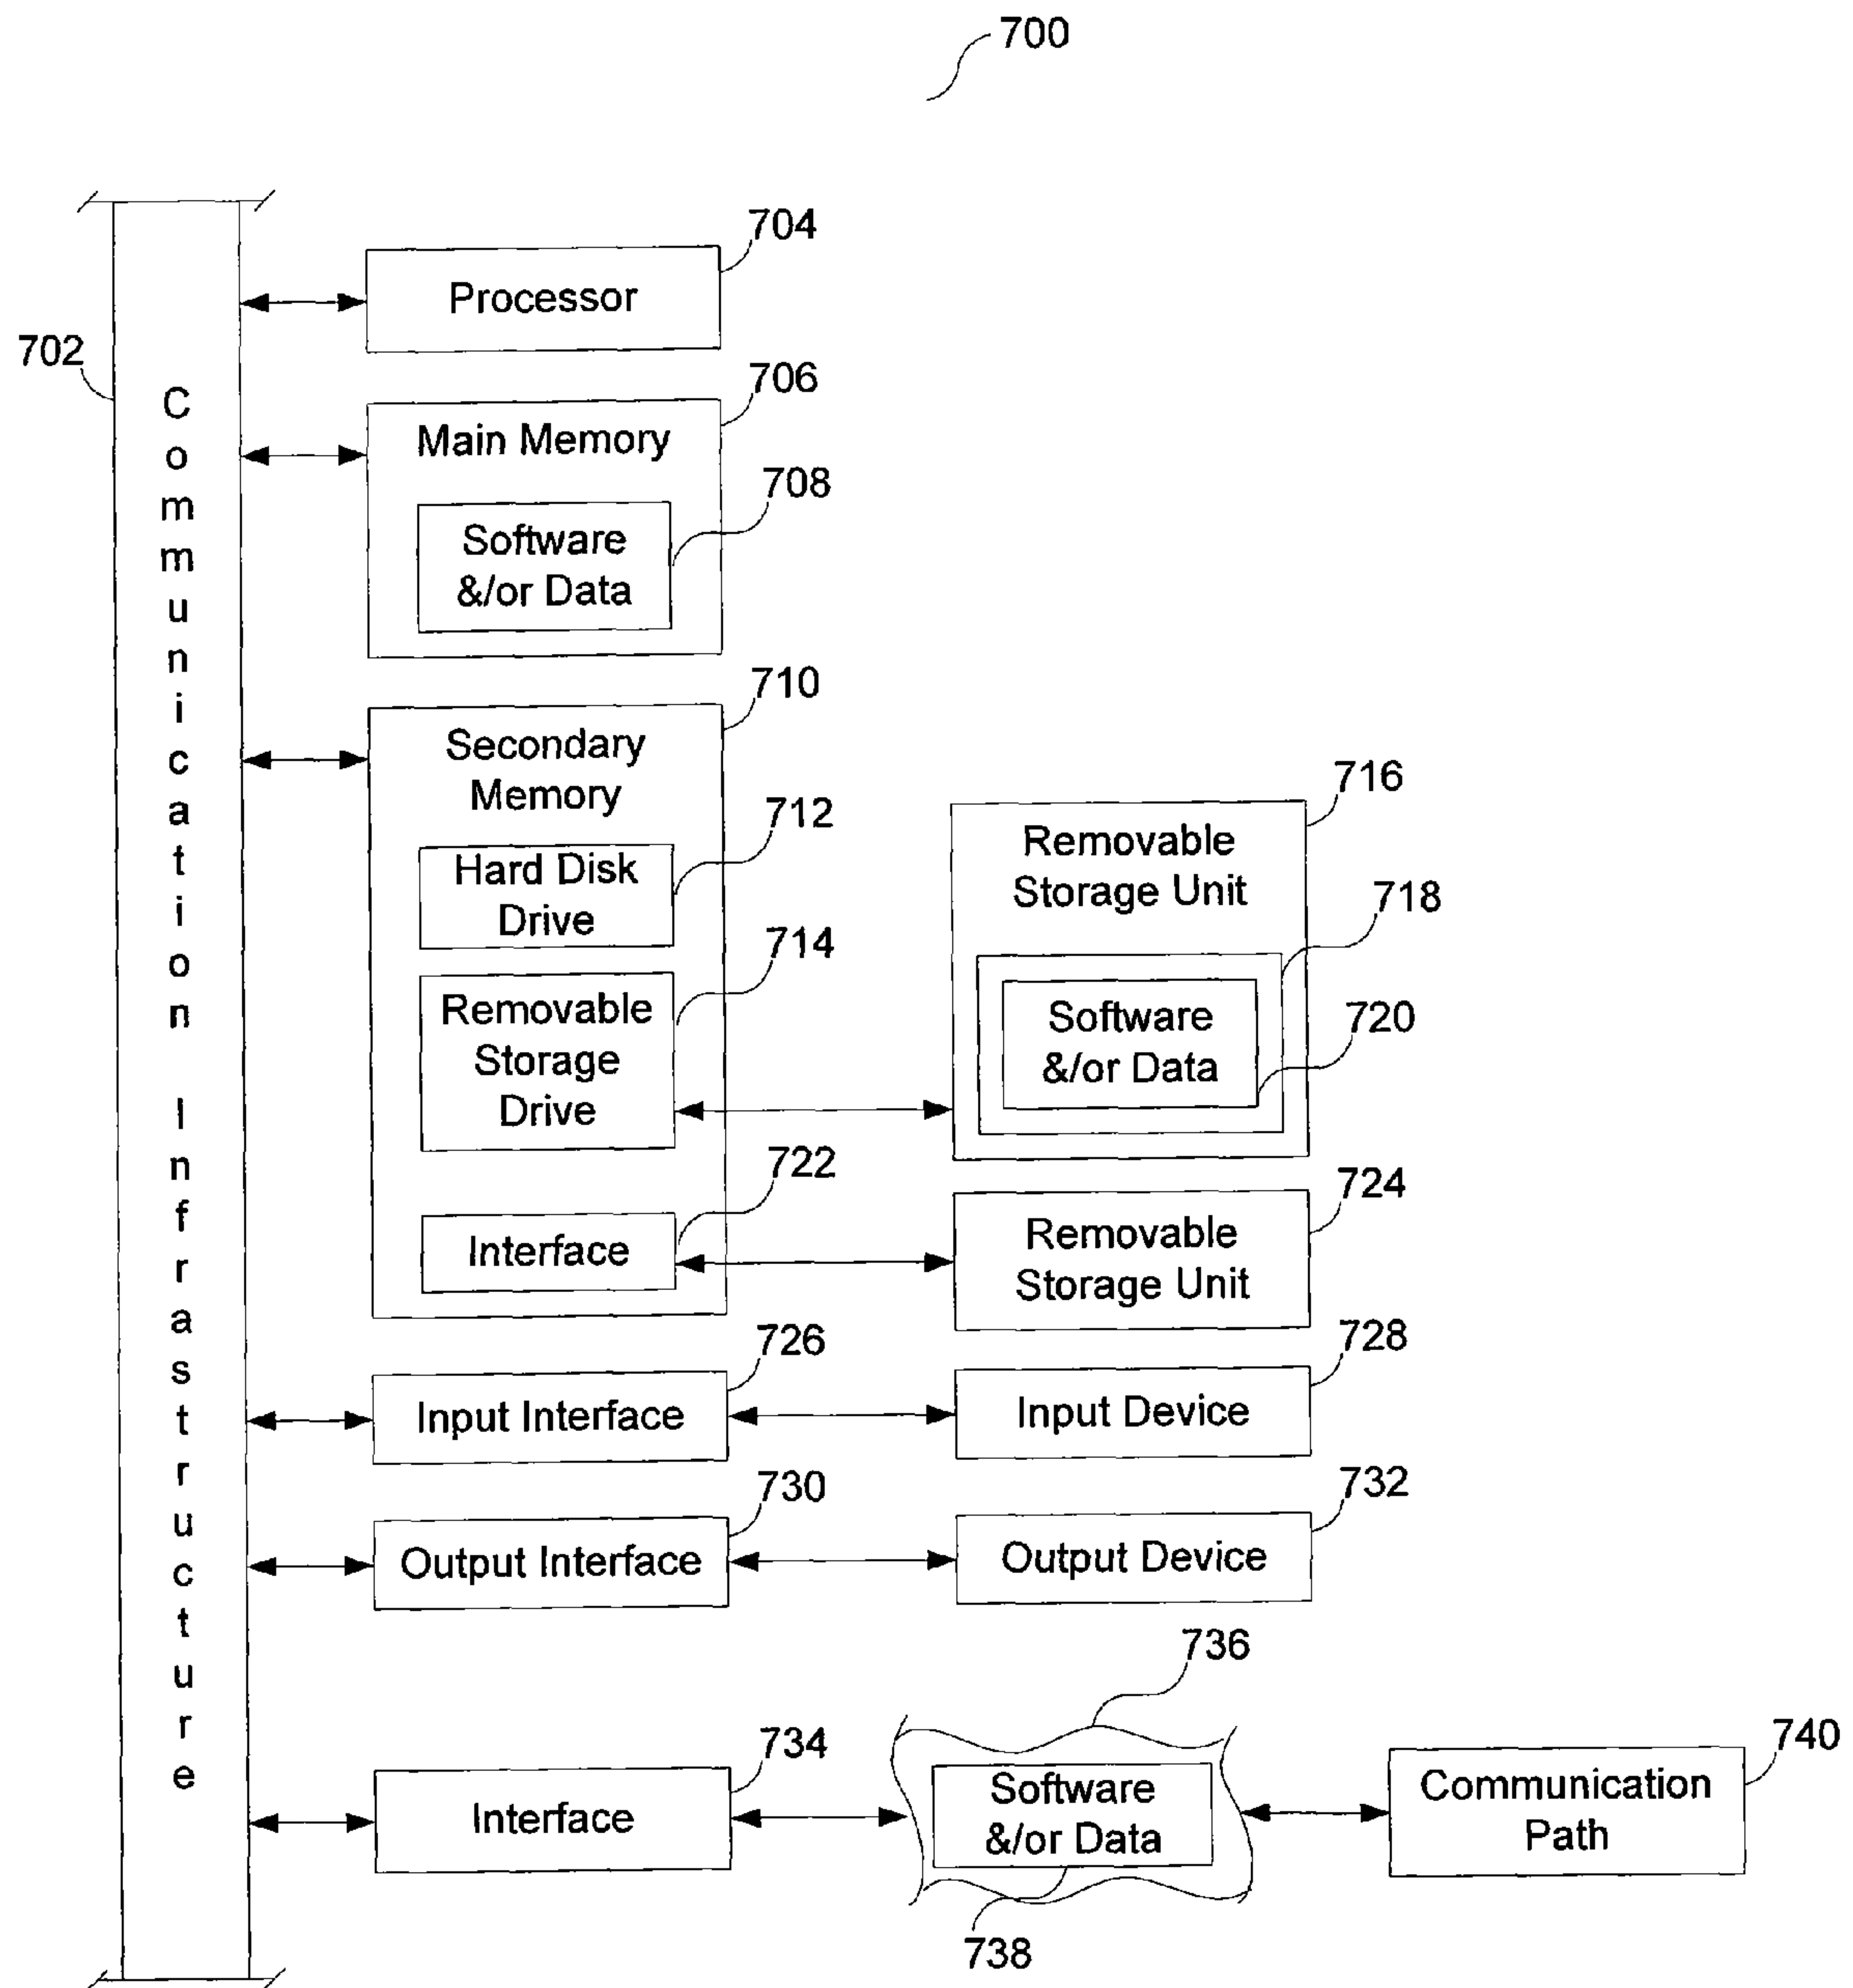 700
702
Communication Infrastructure
704
Processor
706
Main Memory
708
Software
&/or Data
710
Secondary
Memory
712
Hard Disk
Drive
714
Removable
Storage
Drive
716
Removable
Storage Unit
718
Software
&/or Data
720
722
Interface
724
Removable
Storage Unit
726
Input Interface
728
Input Device
730
Output Interface
732
Output Device
734
Interface
736
Software
&/or Data
738
740
Communication
Path